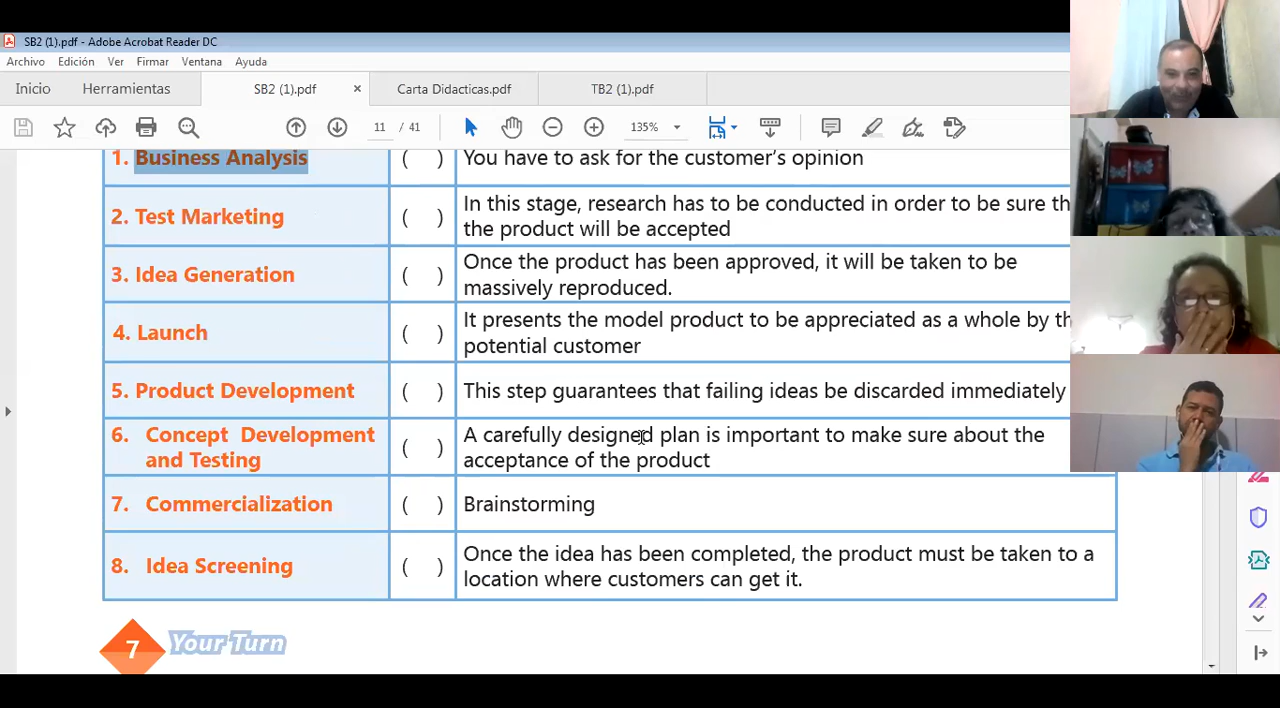 SB2 (1).pdf - Adobe Acrobat Reader DC
Archivo Edición Ver Firmar Ventana Ayuda
Inicio Herramientas SB2 (1).pdf × Carta Didacticas.pdf TB2 (1).pdf
11 / 41 135%
1. Business Analysis ( ) You have to ask for the customer's opinion
2. Test Marketing ( ) In this stage, research has to be conducted in order to be sure th
the product will be accepted
3. Idea Generation ( ) Once the product has been approved, it will be taken to be
massively reproduced.
4. Launch ( ) It presents the model product to be appreciated as a whole by th
potential customer
5. Product Development ( ) This step guarantees that failing ideas be discarded immediately
6. Concept Development ( ) A carefully designed plan is important to make sure about the
and Testing acceptance of the product
7. Commercialization ( ) Brainstorming
8. Idea Screening ( ) Once the idea has been completed, the product must be taken to a
location where customers can get it.
7 Your Turn